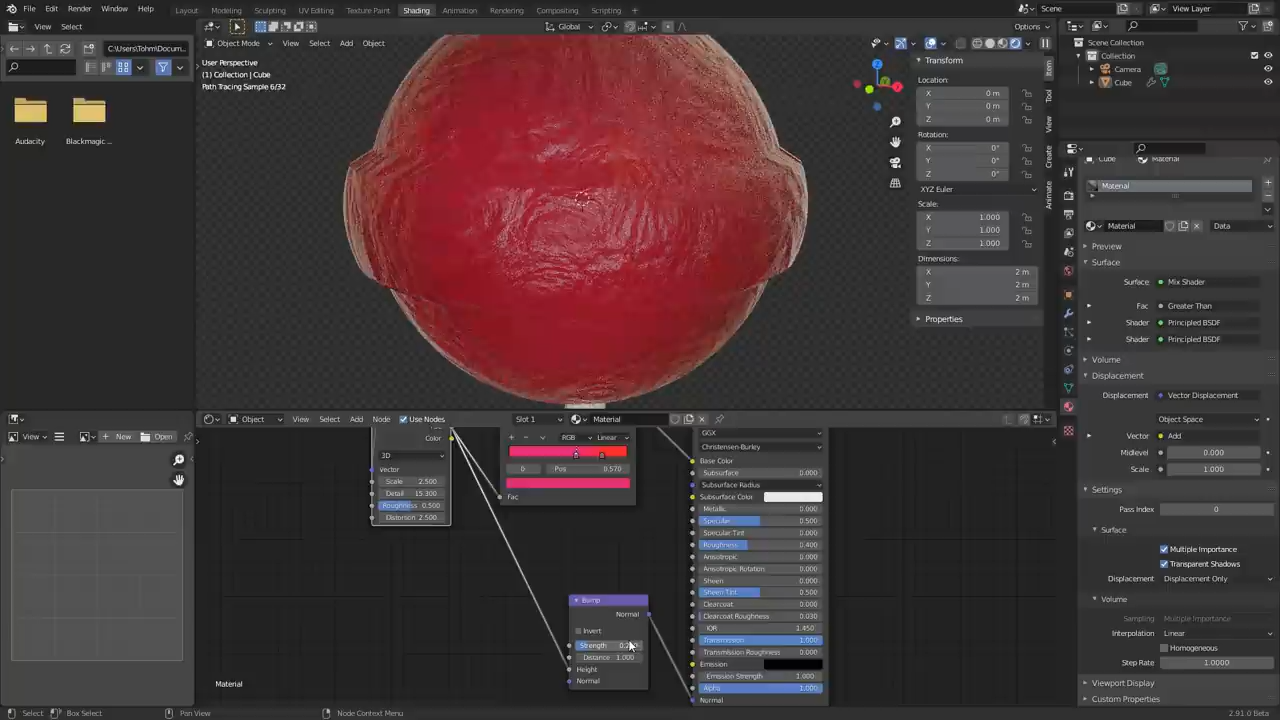 File Edit Render Window Help
Layout Modeling Sculpting UV Editing Texture Paint Shading Animation Rendering Compositing Scripting
Scene
View Layer
View Select
Global
Options
C:\Users\Tohm\Docum...
Object Mode View Select Add Object
User Perspective
(1) Collection | Cube
Path Tracing Sample 6/32
Audacity
Blackmagic ...
Transform
Location:
X 0 m
Y 0 m
Z 0 m
Rotation:
X 0°
Y 0°
Z 0°
XYZ Euler
Scale:
X 1.000
Y 1.000
Z 1.000
Dimensions:
X 2 m
Y 2 m
Z 2 m
Properties
Item
Tool
View
Create
Animate
Scene Collection
Collection
Camera
Cube
Cube Material
Material
Material Data
Preview
Surface
Surface: Mix Shader
Fac Greater Than
Shader Principled BSDF
Shader Principled BSDF
Volume
Displacement
Displacement: Vector Displacement
Object Space
Vector Add
Midlevel 0.000
Scale 1.000
Settings
Pass Index 0
Surface
Multiple Importance
Transparent Shadows
Displacement Displacement Only
Volume
Sampling Multiple Importance
Interpolation Linear
Homogeneous
Step Rate 1.0000
Viewport Display
Custom Properties
View New Open
Object View Select Add Node Use Nodes Slot 1 Material
Color
3D
Vector
Scale 2.500
Detail 15.300
Roughness 0.500
Distorsion 2.500
RGB Linear
0 Pos 0.570
Fac
Bump
Normal
Invert
Strength
Distance 1.000
Height
Normal
GGX
Christensen-Burley
Base Color
Subsurface 0.000
Subsurface Radius
Subsurface Color
Metallic 0.000
Specular 0.500
Specular Tint 0.000
Roughness 0.400
Anisotropic 0.000
Anisotropic Rotation 0.000
Sheen 0.000
Sheen Tint 0.500
Clearcoat 0.000
Clearcoat Roughness 0.030
IOR 1.450
Transmission 1.000
Transmission Roughness 0.000
Emission
Emission Strength 1.000
Alpha 1.000
Normal
Material
Select Box Select Pan View Node Context Menu 2.91.0 Beta